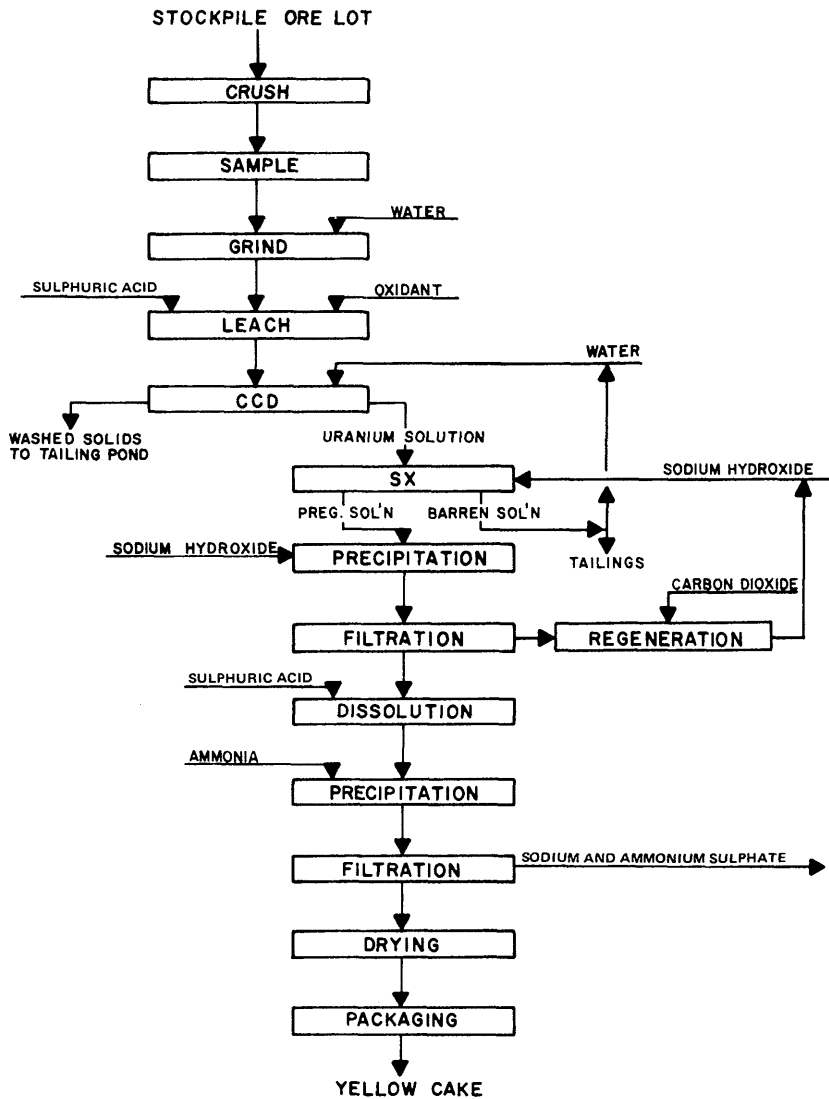 STOCKPILE ORE LOT
CRUSH
SAMPLE
WATER
GRIND
SULPHURIC ACID
OXIDANT
LEACH
WATER
CCD
WASHED SOLIDS
TO TAILING POND
URANIUM SOLUTION
SODIUM HYDROXIDE
SX
PREG. SOL'N
BARREN SOL'N
SODIUM HYDROXIDE
PRECIPITATION
TAILINGS
CARBON DIOXIDE
FILTRATION
REGENERATION
SULPHURIC ACID
DISSOLUTION
AMMONIA
PRECIPITATION
SODIUM AND AMMONIUM SULPHATE
FILTRATION
DRYING
PACKAGING
YELLOW CAKE